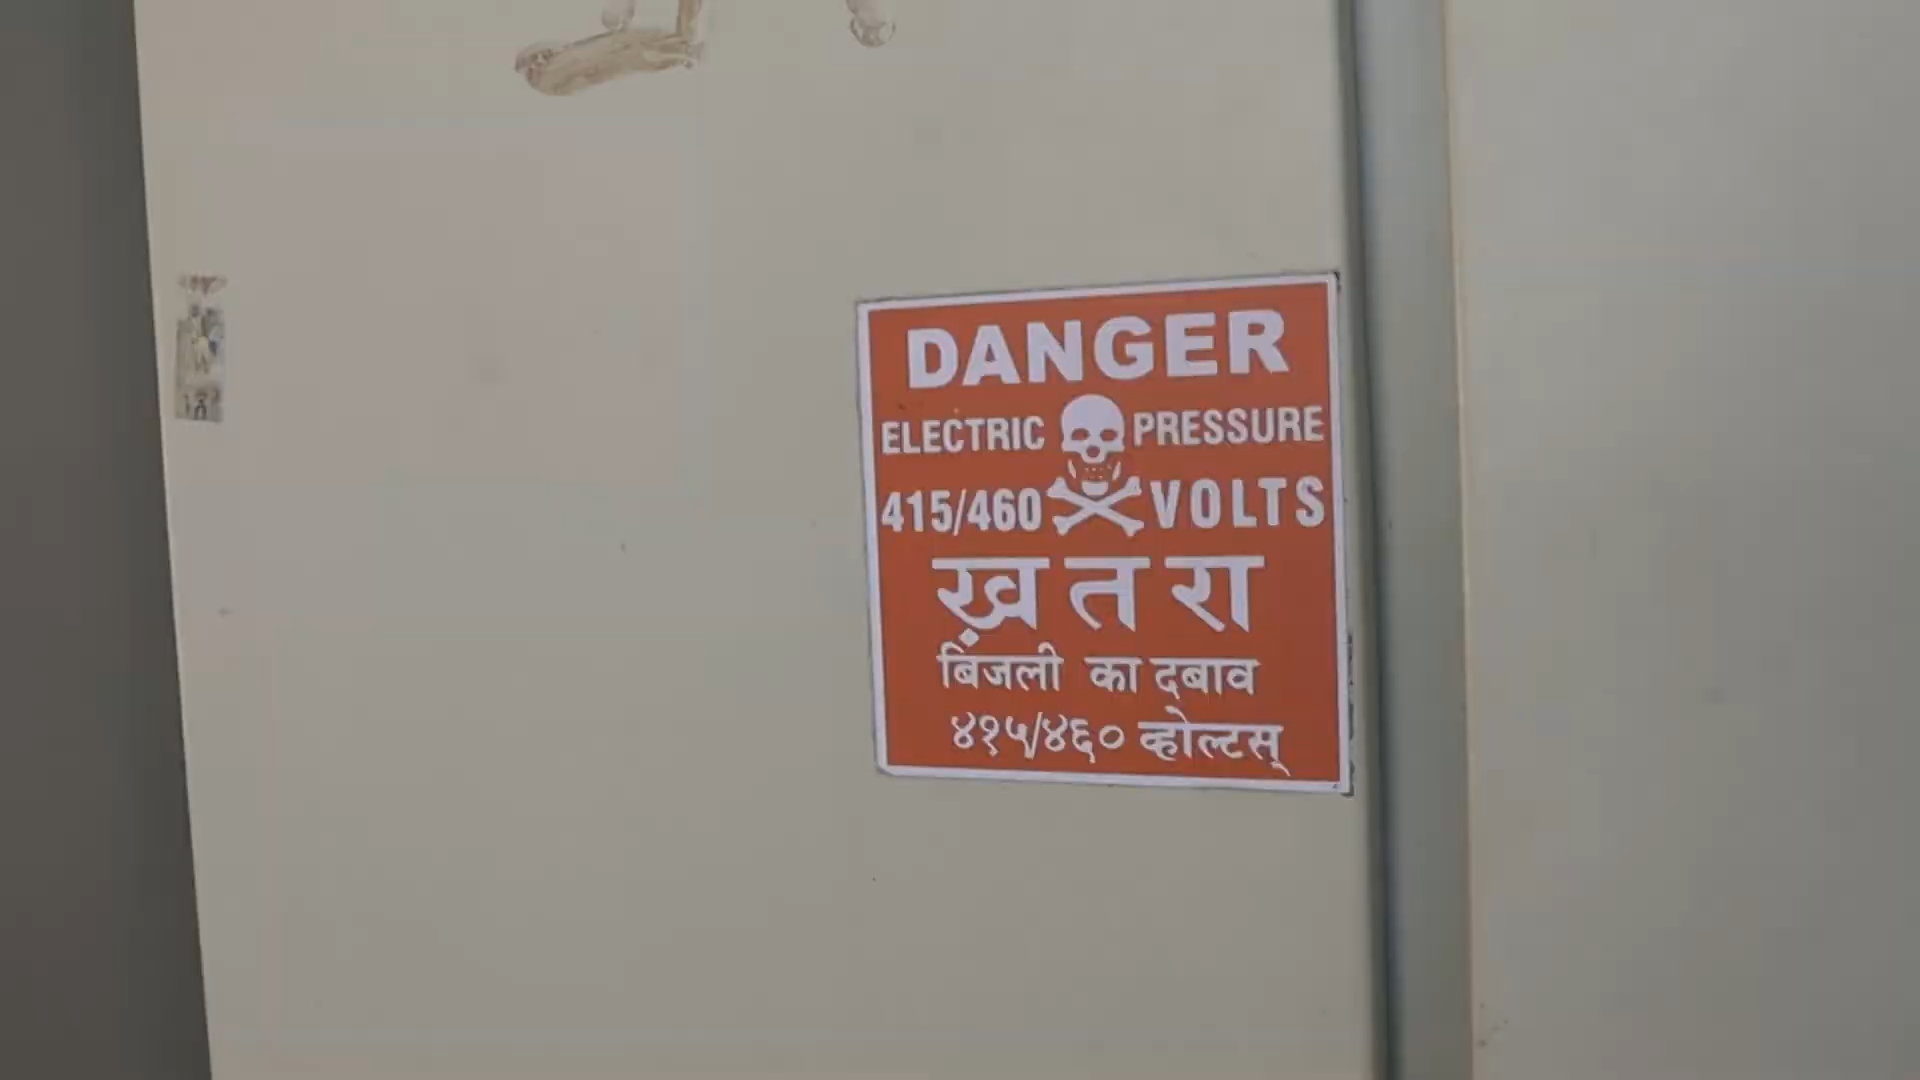 DANGER
ELECTRIC PRESSURE
415/460 VOLTS
ख़तरा
बिंजली का दबाव
४१५/४६० व्होल्टस्